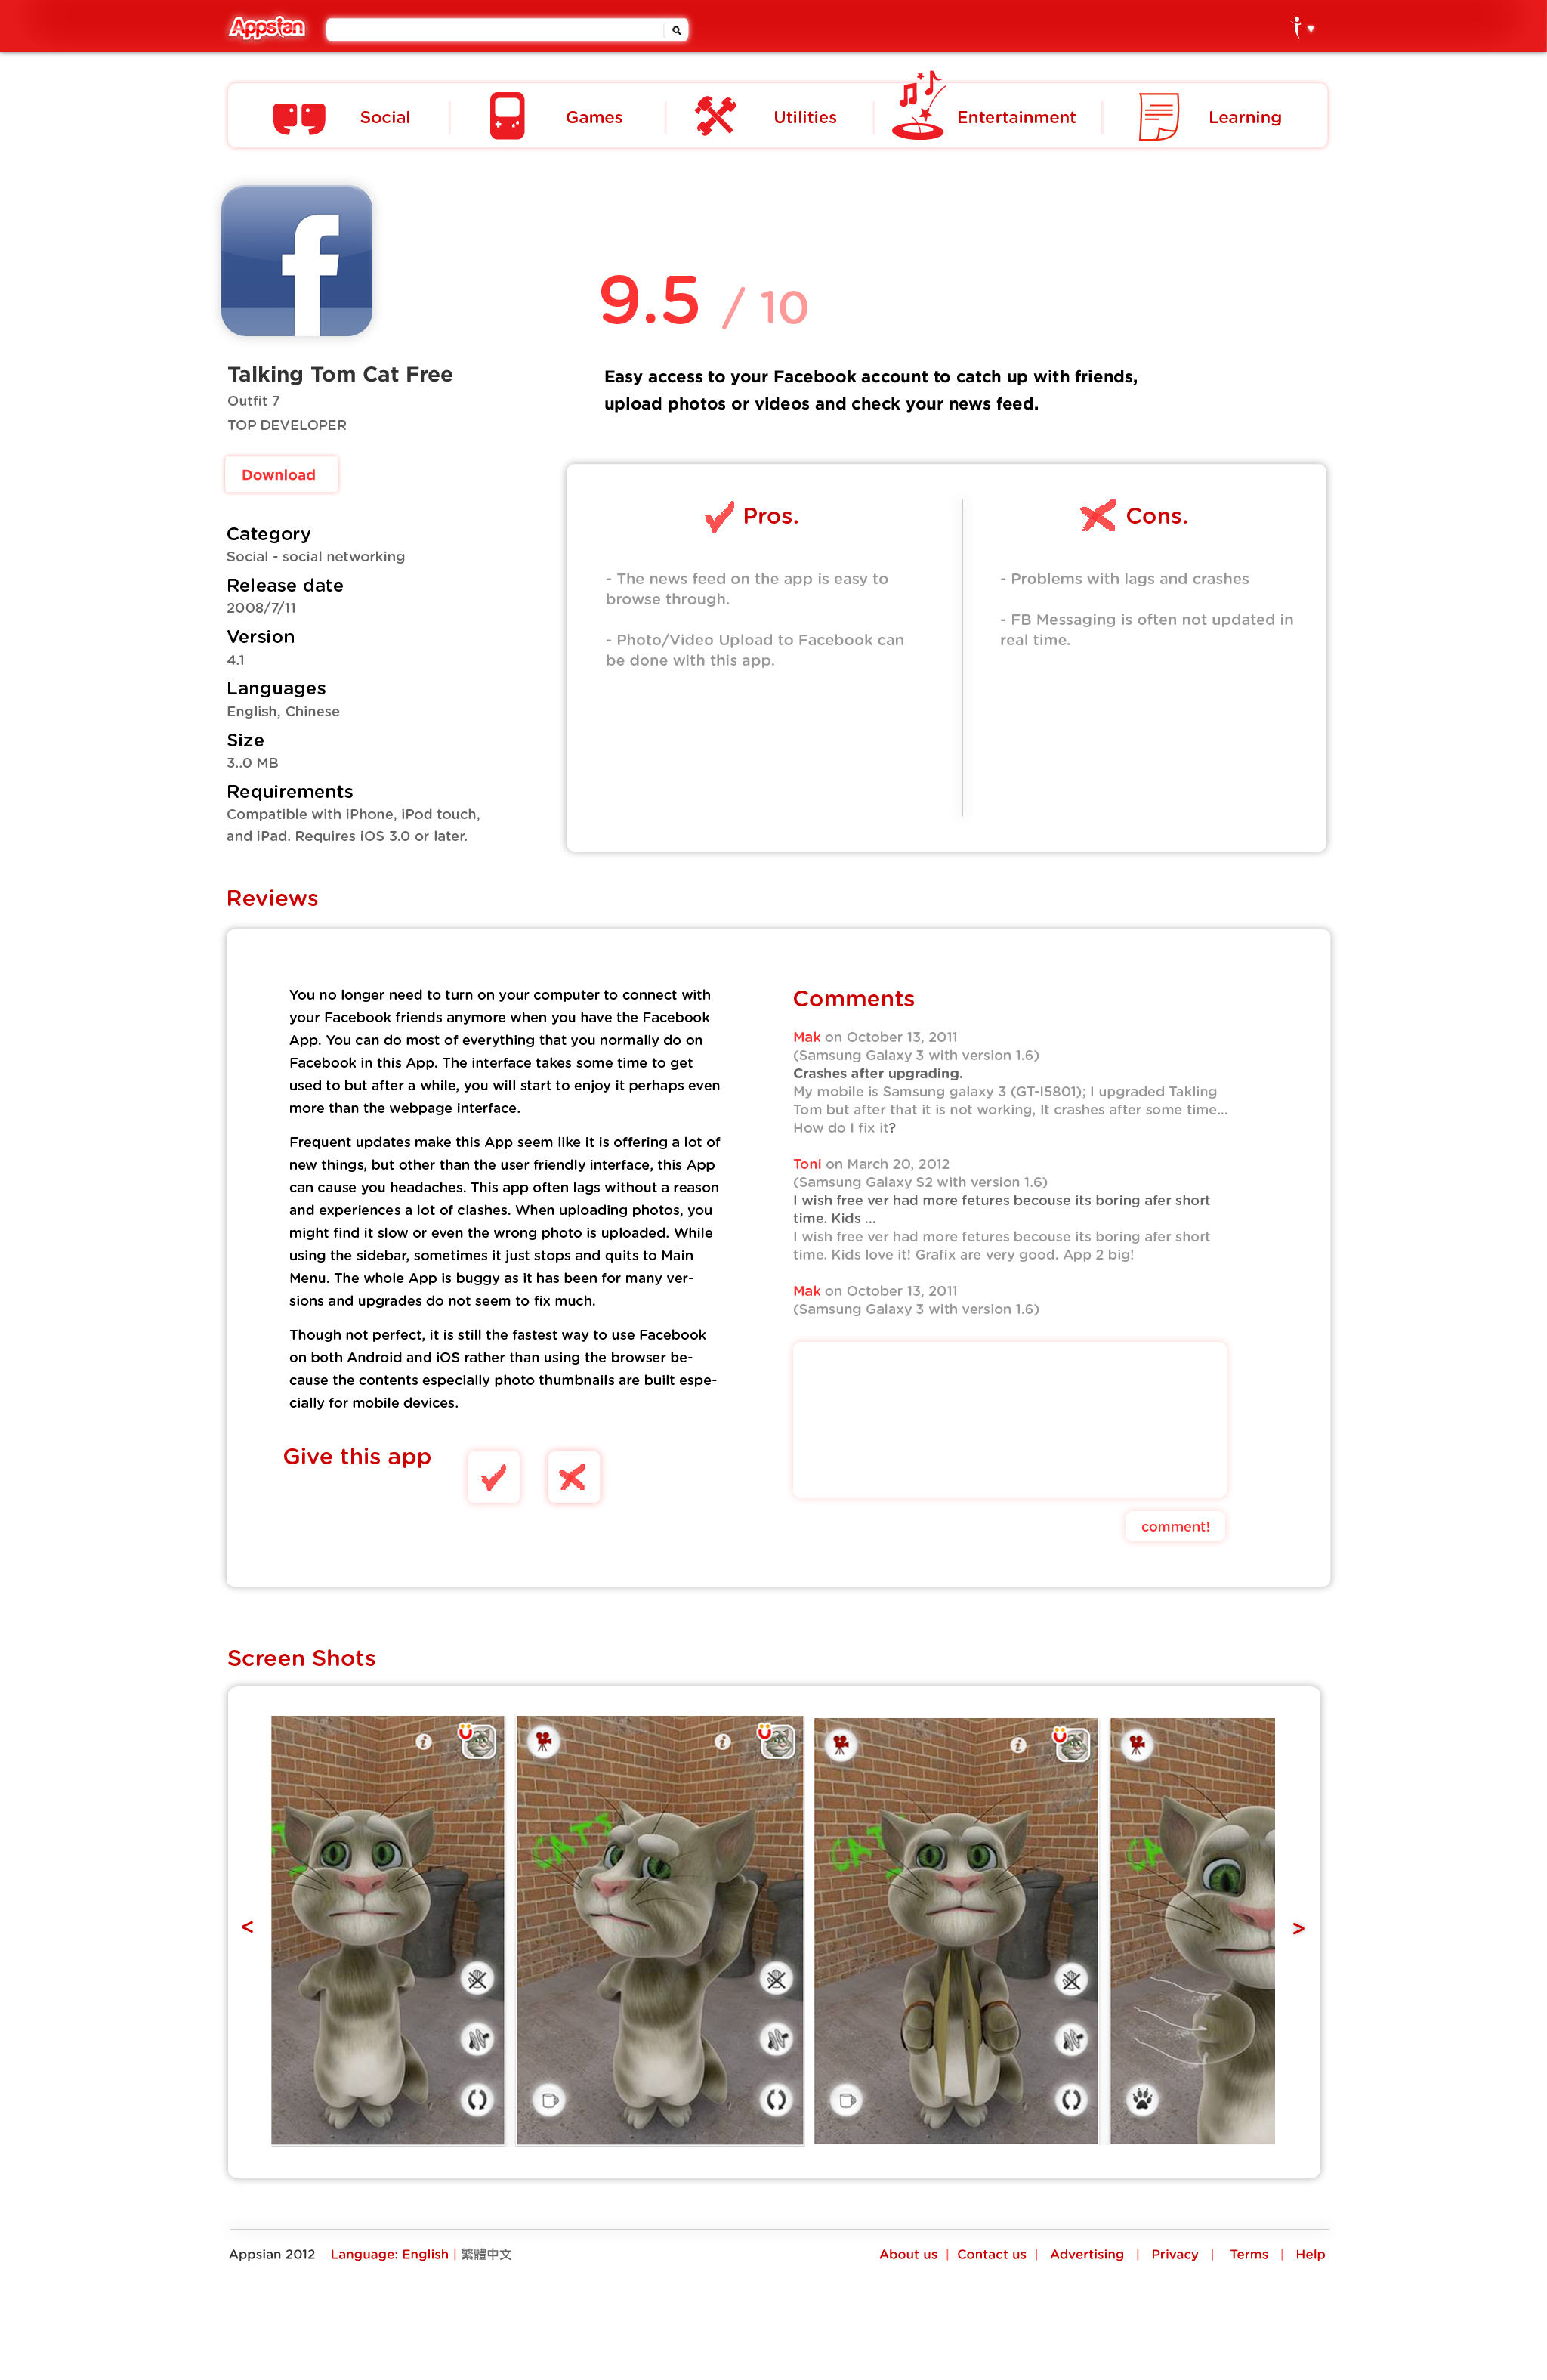 Appsian
Social
Games
Utilities
Entertainment
Learning
9.5 / 10
Talking Tom Cat Free
Outfit 7
TOP DEVELOPER
Download
Easy access to your Facebook account to catch up with friends,
upload photos or videos and check your news feed.
Category
Social - social networking
Release date
2008/7/11
Version
4.1
Languages
English, Chinese
Size
3..0 MB
Requirements
Compatible with iPhone, iPod touch,
and iPad. Requires iOS 3.0 or later.
Pros.
- The news feed on the app is easy to
browse through.
- Photo/Video Upload to Facebook can
be done with this app.
Cons.
- Problems with lags and crashes
- FB Messaging is often not updated in
real time.
Reviews
You no longer need to turn on your computer to connect with
your Facebook friends anymore when you have the Facebook
App. You can do most of everything that you normally do on
Facebook in this App. The interface takes some time to get
used to but after a while, you will start to enjoy it perhaps even
more than the webpage interface.
Frequent updates make this App seem like it is offering a lot of
new things, but other than the user friendly interface, this App
can cause you headaches. This app often lags without a reason
and experiences a lot of clashes. When uploading photos, you
might find it slow or even the wrong photo is uploaded. While
using the sidebar, sometimes it just stops and quits to Main
Menu. The whole App is buggy as it has been for many ver-
sions and upgrades do not seem to fix much.
Though not perfect, it is still the fastest way to use Facebook
on both Android and iOS rather than using the browser be-
cause the contents especially photo thumbnails are built espe-
cially for mobile devices.
Give this app
Comments
Mak on October 13, 2011
(Samsung Galaxy 3 with version 1.6)
Crashes after upgrading.
My mobile is Samsung galaxy 3 (GT-I5801); I upgraded Takling
Tom but after that it is not working, It crashes after some time...
How do I fix it?
Toni on March 20, 2012
(Samsung Galaxy S2 with version 1.6)
I wish free ver had more fetures becouse its boring afer short
time. Kids ...
I wish free ver had more fetures becouse its boring afer short
time. Kids love it! Grafix are very good. App 2 big!
Mak on October 13, 2011
(Samsung Galaxy 3 with version 1.6)
comment!
Screen Shots
CATS
< >
Appsian 2012 Language: English | 繁體中文
About us | Contact us | Advertising | Privacy | Terms | Help